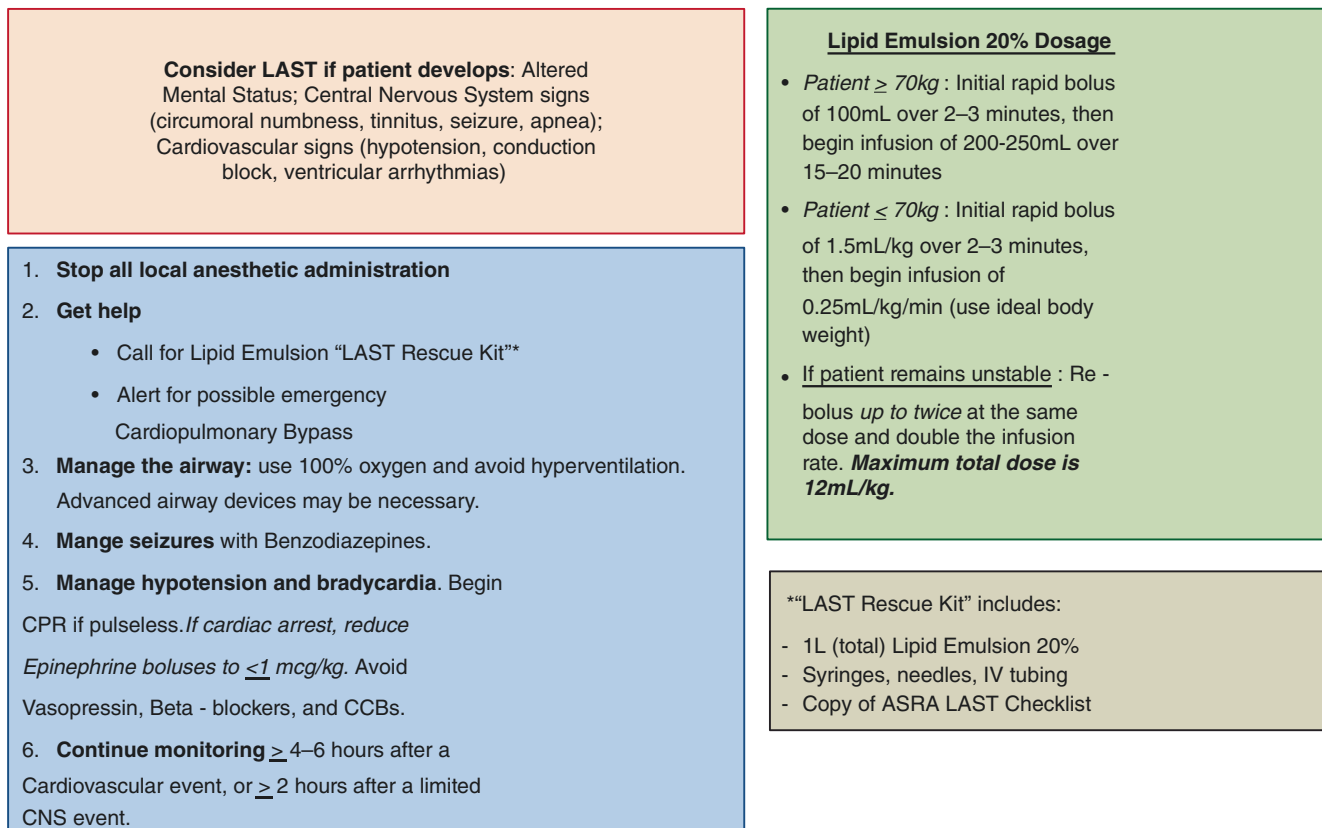 Consider LAST if patient develops: Altered
Mental Status; Central Nervous System signs
(circumoral numbness, tinnitus, seizure, apnea);
Cardiovascular signs (hypotension, conduction
block, ventricular arrhythmias)
1. Stop all local anesthetic administration
2. Get help
• Call for Lipid Emulsion “LAST Rescue Kit”*
• Alert for possible emergency
Cardiopulmonary Bypass
3. Manage the airway: use 100% oxygen and avoid hyperventilation.
Advanced airway devices may be necessary.
4. Mange seizures with Benzodiazepines.
5. Manage hypotension and bradycardia. Begin
CPR if pulseless.If cardiac arrest, reduce
Epinephrine boluses to <1 mcg/kg. Avoid
Vasopressin, Beta - blockers, and CCBs.
6. Continue monitoring > 4–6 hours after a
Cardiovascular event, or > 2 hours after a limited
CNS event.
Lipid Emulsion 20% Dosage
• Patient > 70kg : Initial rapid bolus
of 100mL over 2–3 minutes, then
begin infusion of 200-250mL over
15–20 minutes
• Patient < 70kg : Initial rapid bolus
of 1.5mL/kg over 2–3 minutes,
then begin infusion of
0.25mL/kg/min (use ideal body
weight)
• If patient remains unstable : Re -
bolus up to twice at the same
dose and double the infusion
rate. Maximum total dose is
12mL/kg.
*“LAST Rescue Kit” includes:
- 1L (total) Lipid Emulsion 20%
- Syringes, needles, IV tubing
- Copy of ASRA LAST Checklist